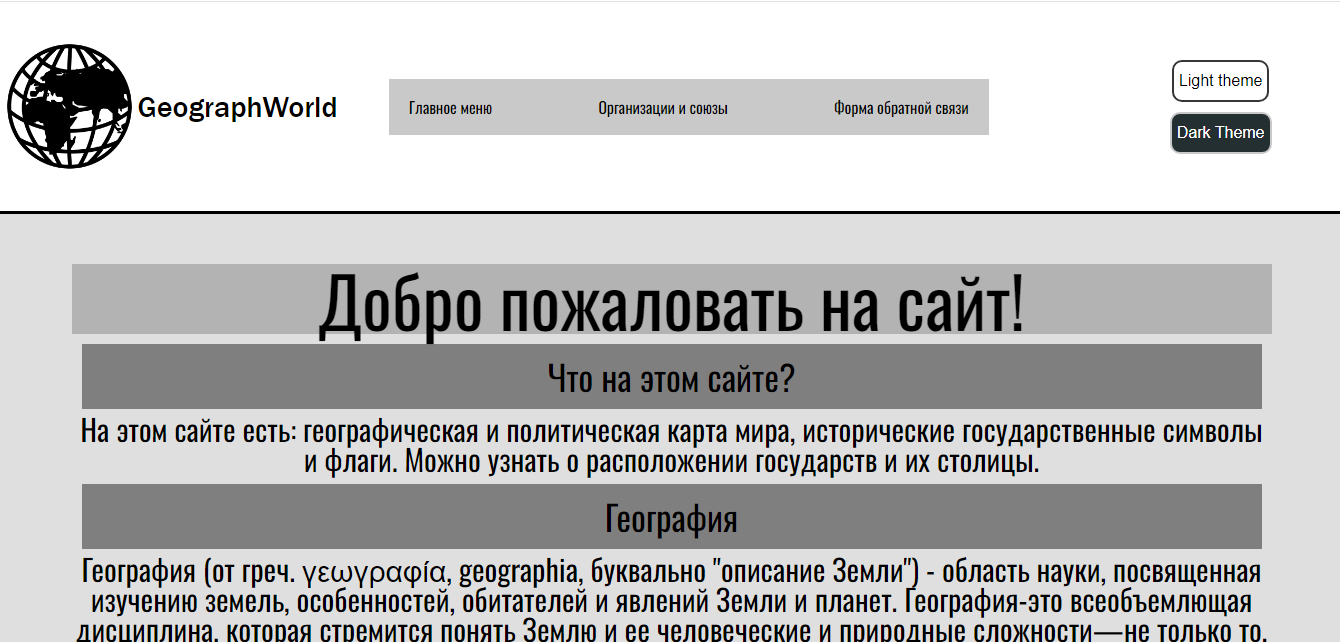 GeographWorld
Главное меню
Организации и союзы
Форма обратной связи
Light theme
Dark Theme
Добро пожаловать на сайт!
Что на этом сайте?
На этом сайте есть: географическая и политическая карта мира, исторические государственные символы
и флаги. Можно узнать о расположении государств и их столицы.
География
География (от греч. γεωγραφία, geographia, буквально "описание Земли") - область науки, посвященная
изучению земель, особенностей, обитателей и явлений Земли и планет. География-это всеобъемлющая
дисциплина, которая стремится понять Землю и ее человеческие и природные сложности—не только то,